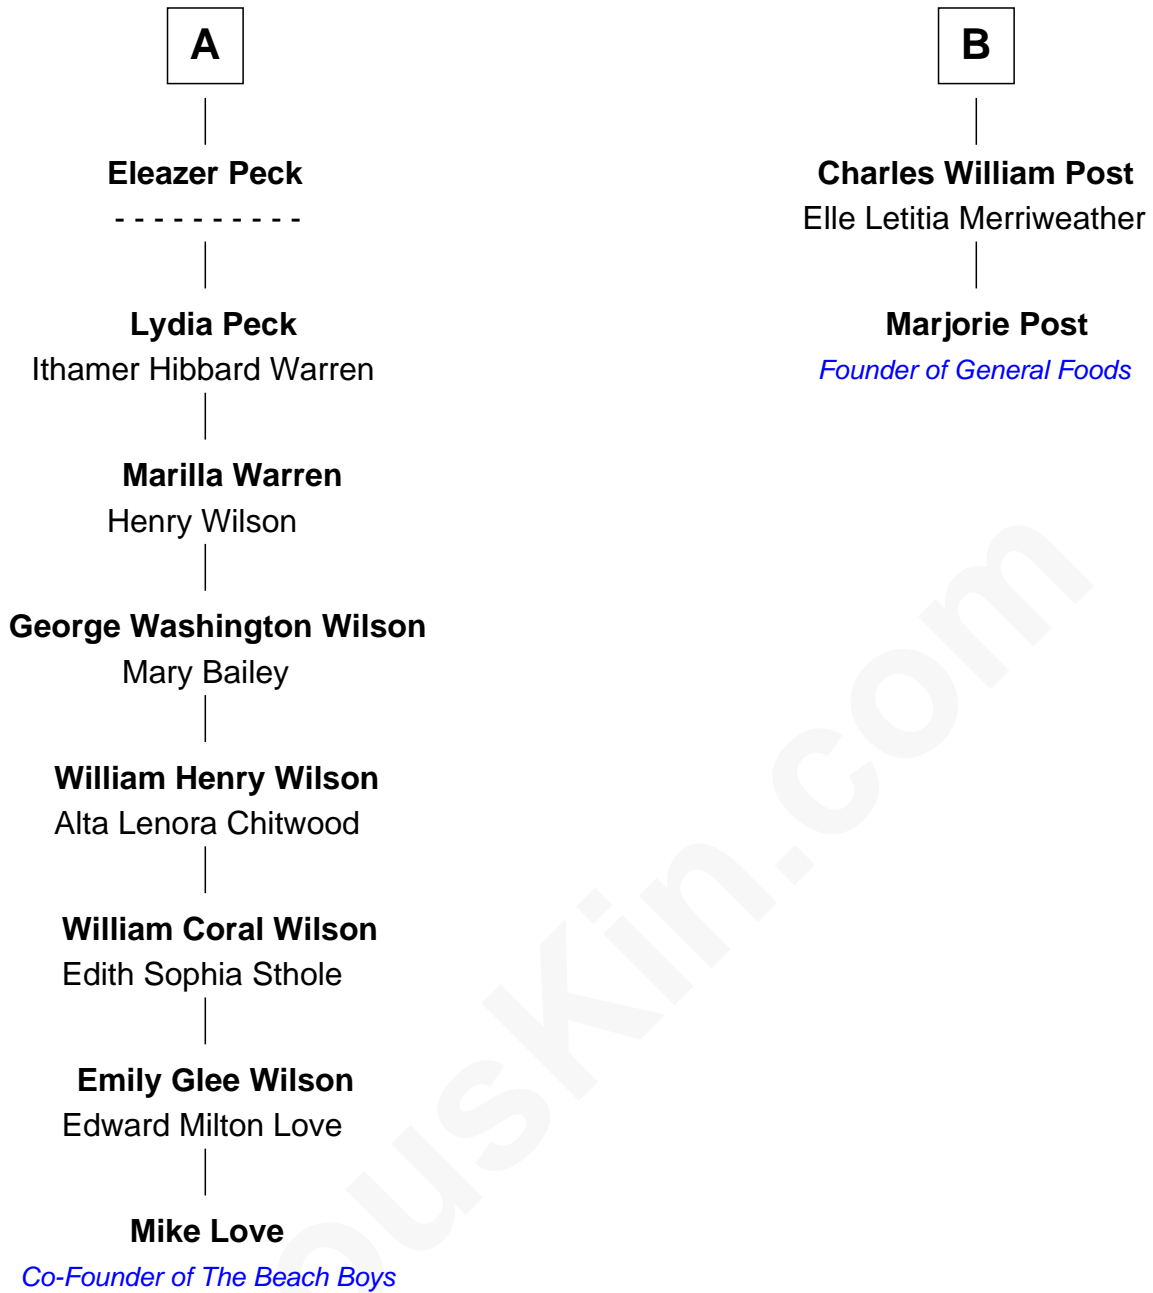 A
Eleazer Peck
- - - - - - - - - -
Lydia Peck
Ithamer Hibbard Warren
Marilla Warren
Henry Wilson
George Washington Wilson
Mary Bailey
William Henry Wilson
Alta Lenora Chitwood
William Coral Wilson
Edith Sophia Sthole
Emily Glee Wilson
Edward Milton Love
Mike Love
Co-Founder of The Beach Boys
B
Charles William Post
Elle Letitia Merriweather
Marjorie Post
Founder of General Foods
ousKin.com